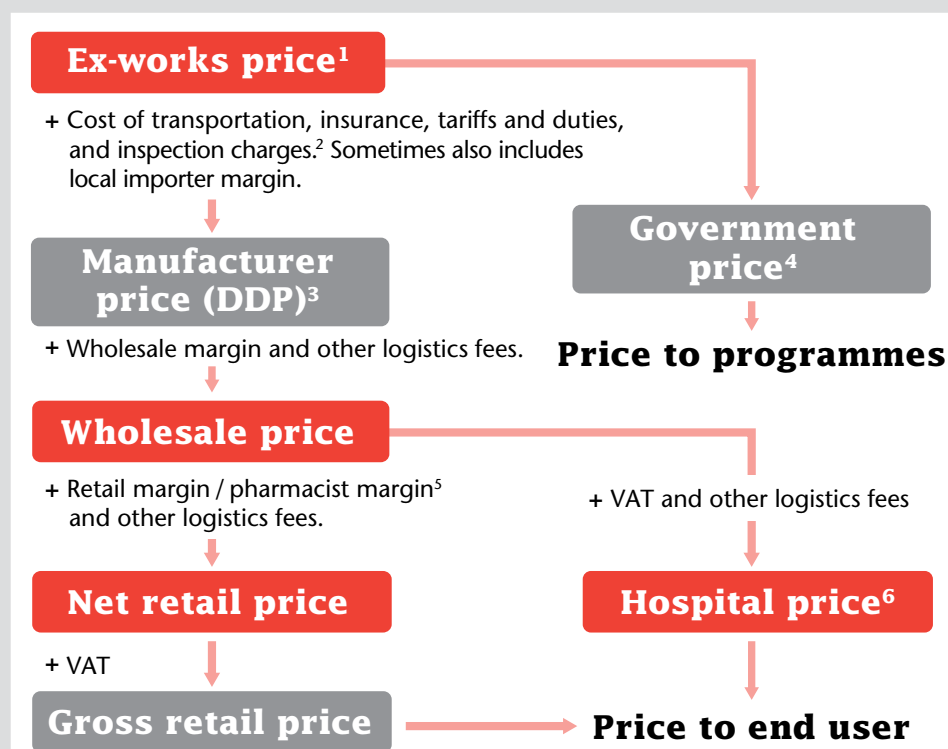 Ex-works price¹
+ Cost of transportation, insurance, tariffs and duties,
and inspection charges.² Sometimes also includes
local importer margin.
Government
price⁴
Manufacturer
price (DDP)³
+ Wholesale margin and other logistics fees.
Price to programmes
Wholesale price
+ Retail margin / pharmacist margin⁵
and other logistics fees.
+ VAT and other logistics fees
Net retail price
Hospital price⁶
+ VAT
Gross retail price
Price to end user